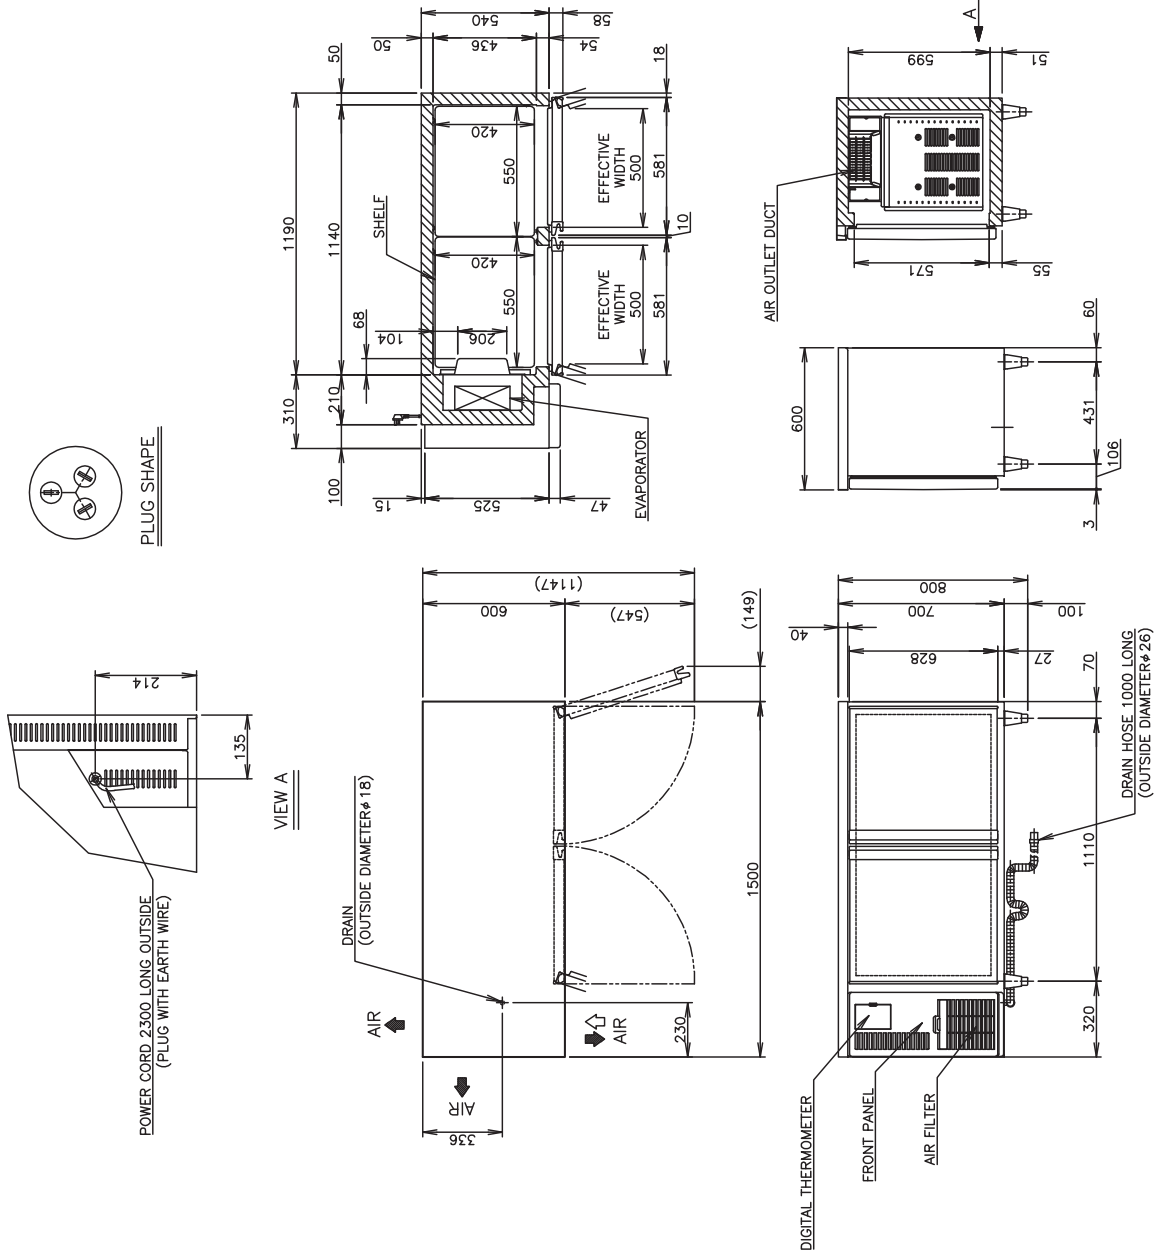 PLUG SHAPE
POWER CORD 2300 LONG OUTSIDE
(PLUG WITH EARTH WIRE)
214
135
VIEW A
540
58
50
436
54
50
18
1190
1140
SHELF
420
550
420
550
EFFECTIVE
WIDTH
500
581
10
EFFECTIVE
WIDTH
500
581
68
104
206
310
210
100
15
525
47
EVAPORATOR
A
599
51
AIR OUTLET DUCT
571
55
600
60
431
106
3
DRAIN
(OUTSIDE DIAMETERφ18)
(1147)
600
(547)
(149)
1500
AIR
AIR
AIR
230
336
800
700
100
40
628
27
70
DRAIN HOSE 1000 LONG
(OUTSIDE DIAMETERφ26)
1110
320
DIGITAL THERMOMETER
FRONT PANEL
AIR FILTER